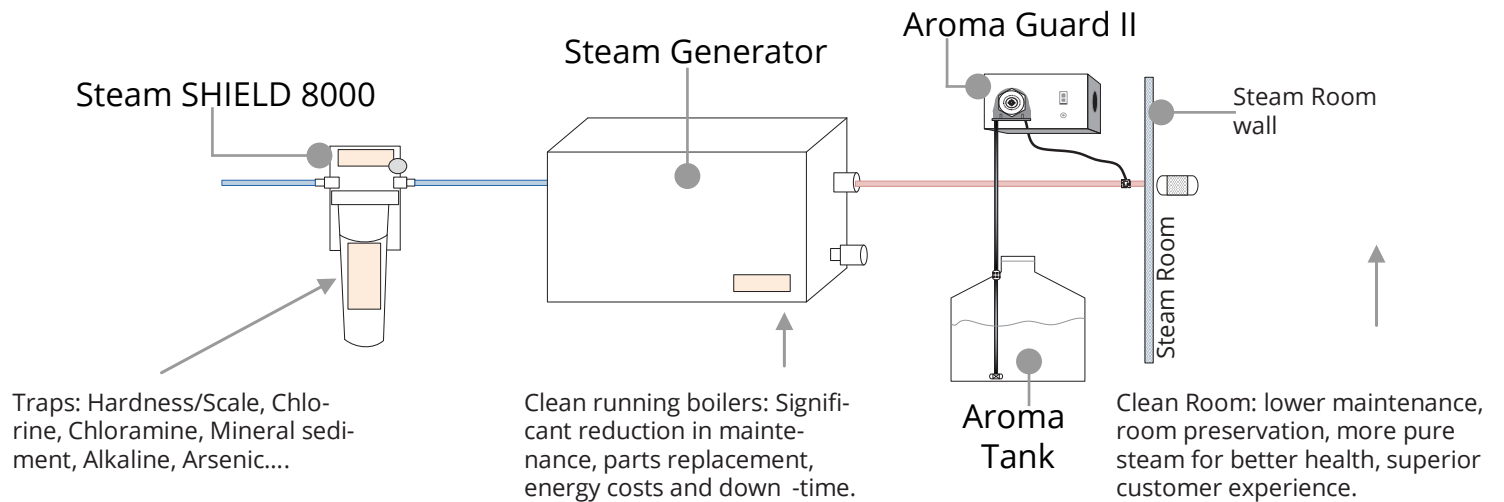 Aroma Guard II
Steam Generator
Steam SHIELD 8000
Steam Room
wall
Steam Room
Traps: Hardness/Scale, Chlo-
rine, Chloramine, Mineral sedi-
ment, Alkaline, Arsenic....
Clean running boilers: Signifi-
cant reduction in mainte-
nance, parts replacement,
energy costs and down -time.
Aroma
Tank
Clean Room: lower maintenance,
room preservation, more pure
steam for better health, superior
customer experience.